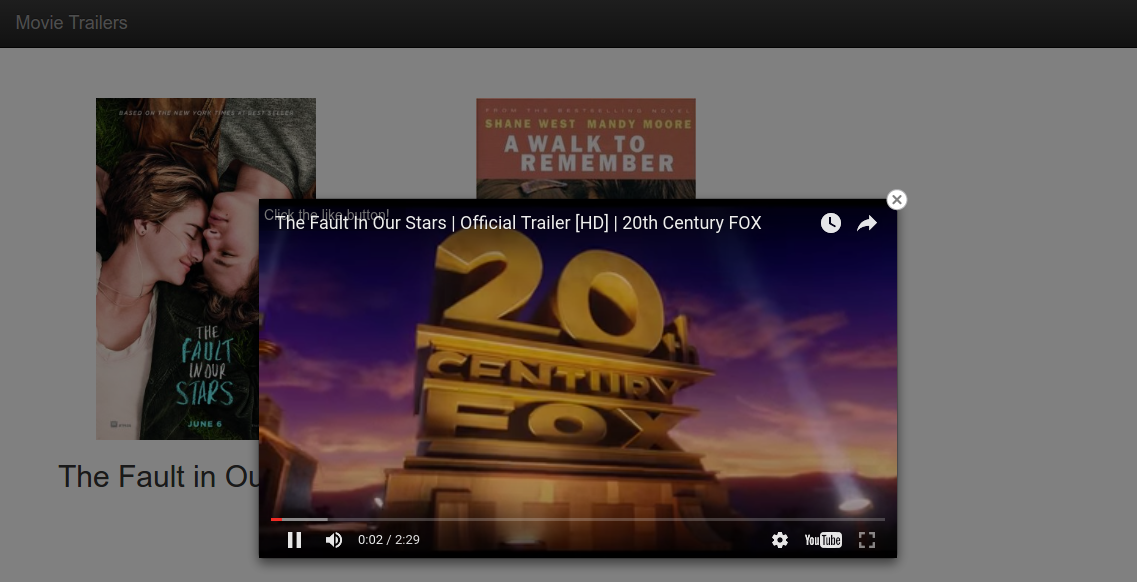 Movie Trailers
BASED ON THE NEW YORK TIMES #1 BEST SELLER
THE
FAULT
IN OUR
STARS
JUNE 6
The Fault in Ou
FROM THE BESTSELLING NOVEL
SHANE WEST MANDY MOORE
A WALK TO
REMEMBER
Click the like button!
The Fault In Our Stars | Official Trailer [HD] | 20th Century FOX
20th
CENTURY
FOX
0:02 / 2:29
YouTube